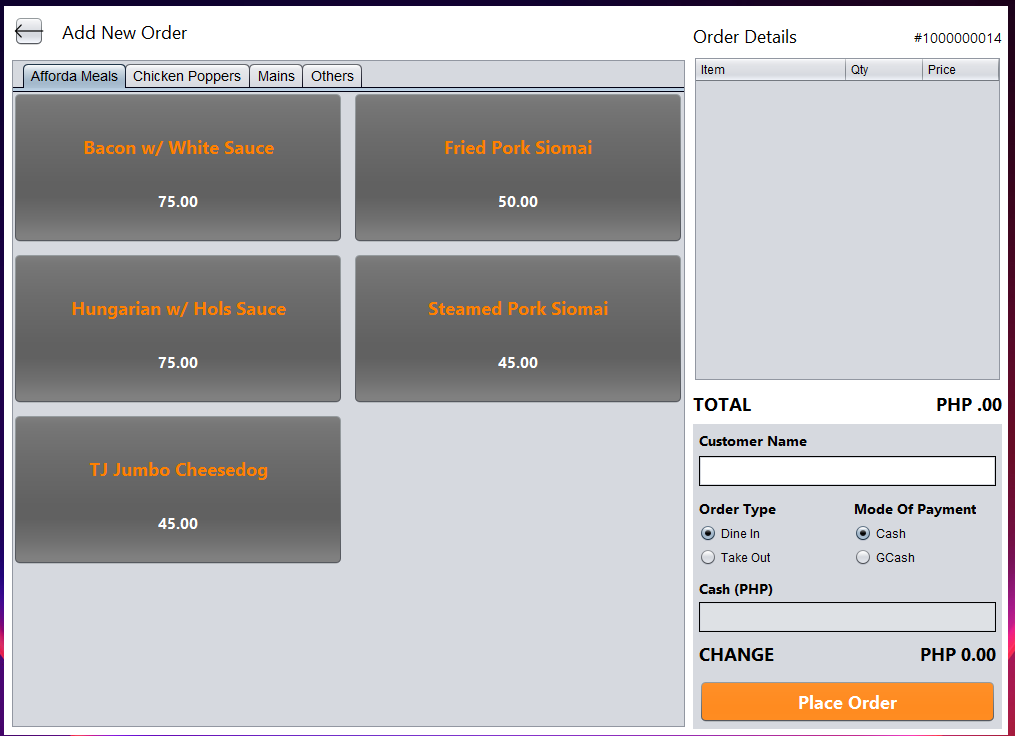 Add New Order
Afforda Meals Chicken Poppers Mains Others
Bacon w/ White Sauce
75.00
Fried Pork Siomai
50.00
Hungarian w/ Hols Sauce
75.00
Steamed Pork Siomai
45.00
TJ Jumbo Cheesedog
45.00
Order Details #1000000014
Item Qty Price
TOTAL PHP .00
Customer Name
Order Type Mode Of Payment
Dine In Cash
Take Out GCash
Cash (PHP)
CHANGE PHP 0.00
Place Order